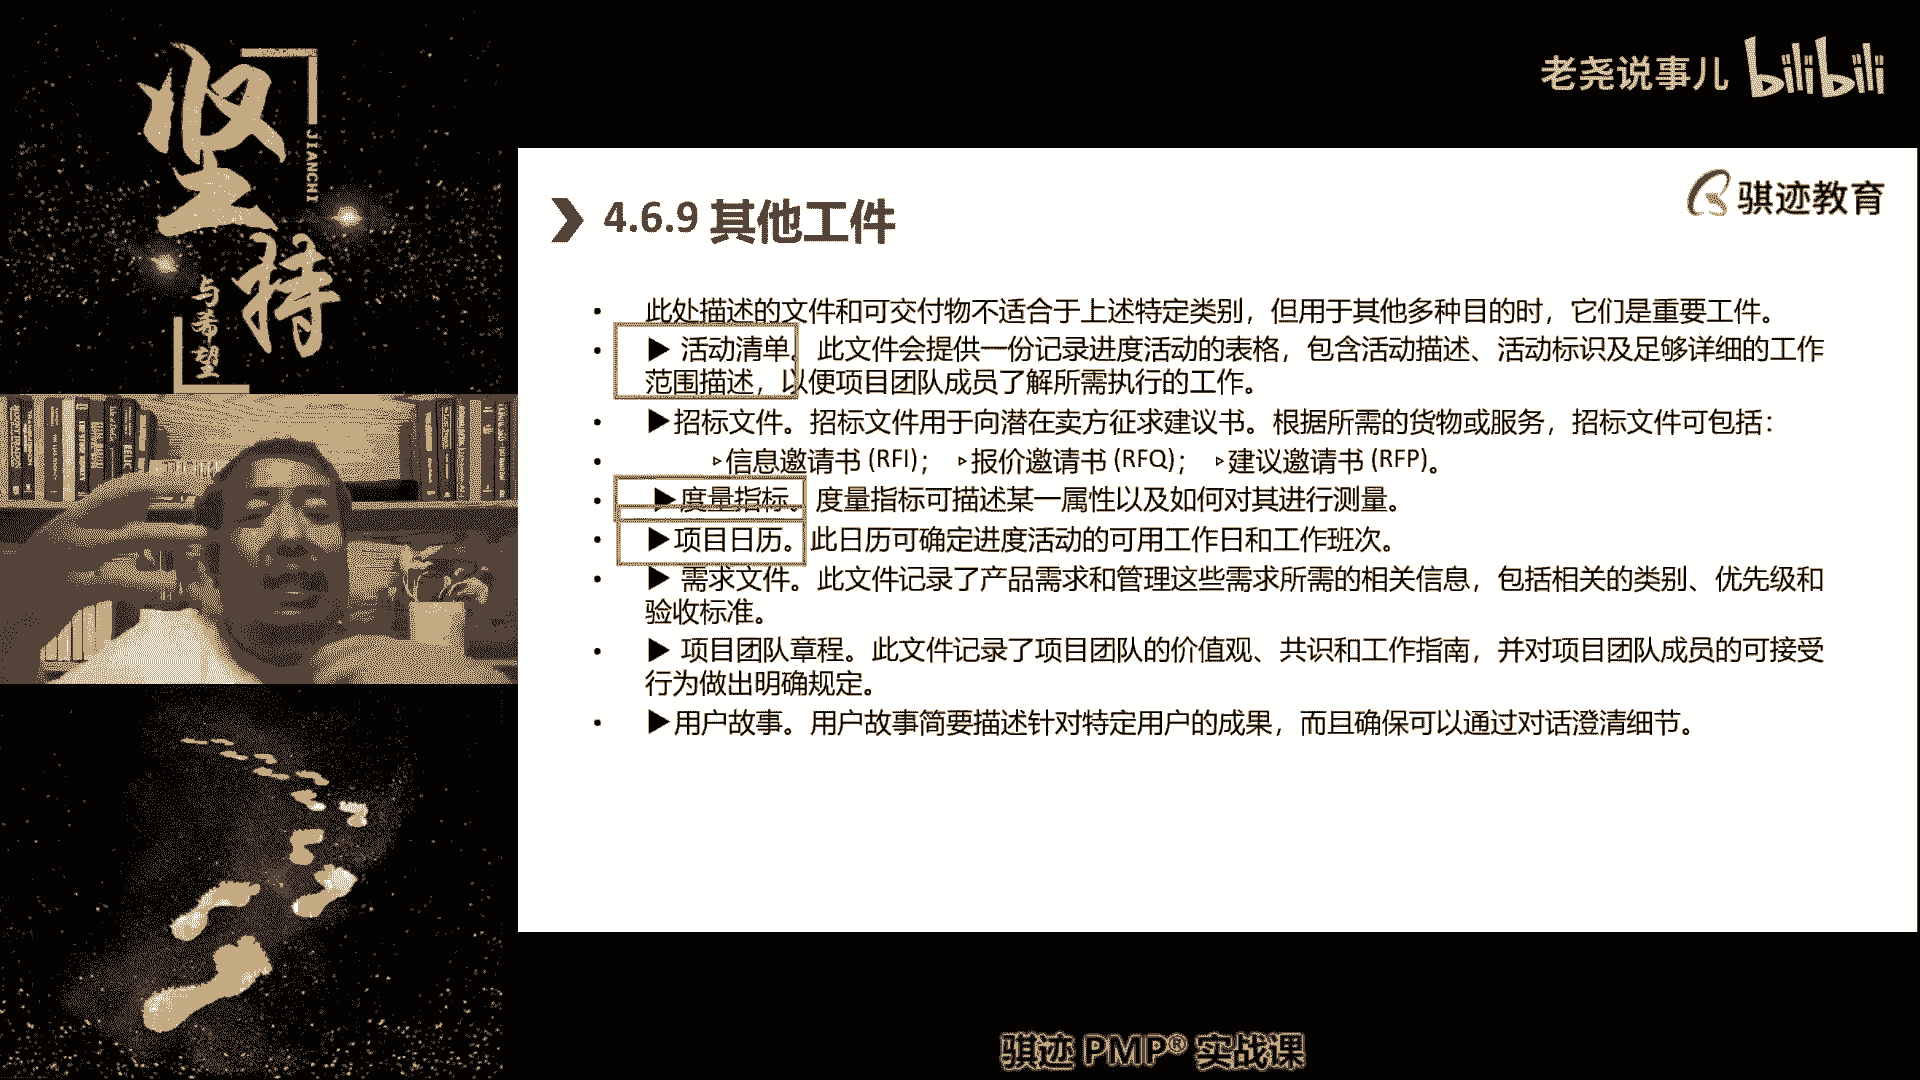 坚持
JIANCHI
与希望
老尧说事儿 bilibili
骐迹教育
4.6.9 其他工件
• 此处描述的文件和可交付物不适合于上述特定类别，但用于其他多种目的时，它们是重要工件。
• ▶ 活动清单。此文件会提供一份记录进度活动的表格，包含活动描述、活动标识及足够详细的工作
范围描述，以便项目团队成员了解所需执行的工作。
• ▶招标文件。招标文件用于向潜在卖方征求建议书。根据所需的货物或服务，招标文件可包括：
• ▹信息邀请书 (RFI)； ▹报价邀请书 (RFQ)； ▹建议邀请书 (RFP)。
• ▶度量指标。度量指标可描述某一属性以及如何对其进行测量。
• ▶项目日历。此日历可确定进度活动的可用工作日和工作班次。
• ▶ 需求文件。此文件记录了产品需求和管理这些需求所需的相关信息，包括相关的类别、优先级和
验收标准。
• ▶ 项目团队章程。此文件记录了项目团队的价值观、共识和工作指南，并对项目团队成员的可接受
行为做出明确规定。
• ▶用户故事。用户故事简要描述针对特定用户的成果，而且确保可以通过对话澄清细节。
骐迹 PMP® 实战课